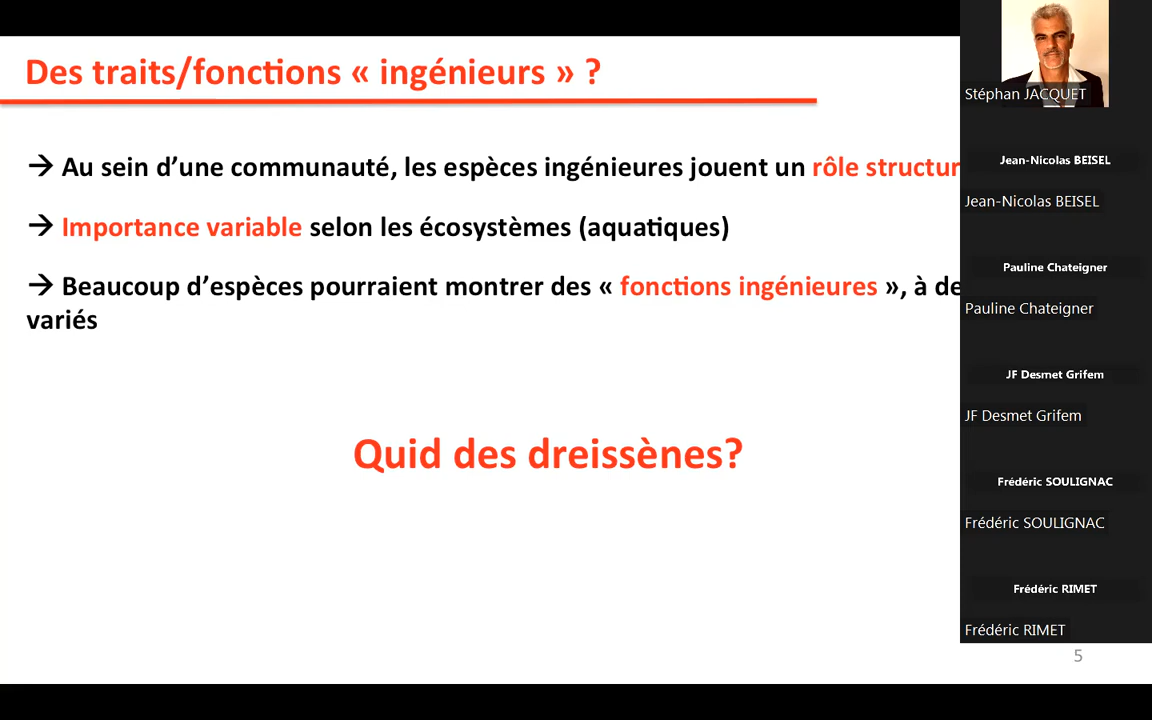 Des traits/fonctions « ingénieurs » ?
→ Au sein d’une communauté, les espèces ingénieures jouent un rôle structur
→ Importance variable selon les écosystèmes (aquatiques)
→ Beaucoup d’espèces pourraient montrer des « fonctions ingénieures », à de
variés
Quid des dreissènes?
Stéphan JACQUET
Jean-Nicolas BEISEL
Jean-Nicolas BEISEL
Pauline Chateigner
Pauline Chateigner
JF Desmet Grifem
JF Desmet Grifem
Frédéric SOULIGNAC
Frédéric SOULIGNAC
Frédéric RIMET
Frédéric RIMET
5